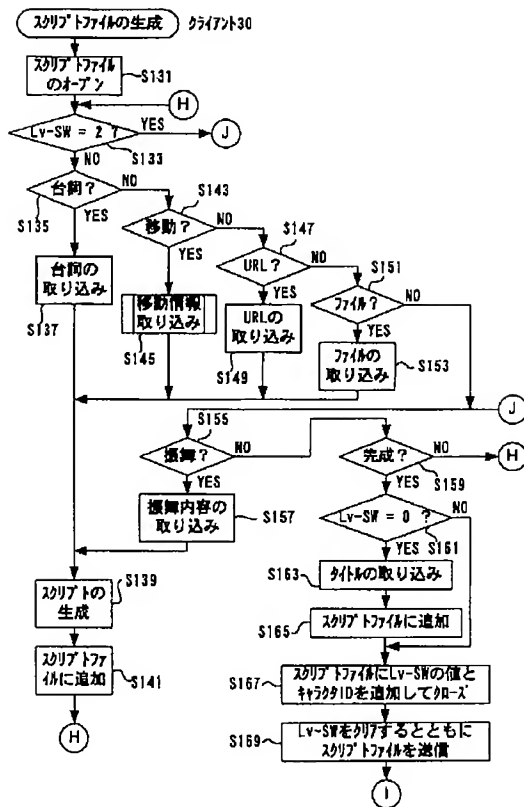 スクリプトファイルの生成
クライアント30
スクリプトファイル
のオープン
S131
H
Lv-SW = 2 ?
YES
J
NO
S133
台詞?
NO
S143
S135
YES
移動?
NO
S147
YES
URL?
NO
S151
台詞の
取り込み
S137
移動情報
取り込み
S145
YES
URLの
取り込み
S149
ファイル?
NO
YES
ファイルの
取り込み
S153
J
S155
振舞?
NO
完成?
NO
H
S159
YES
YES
振舞内容の
取り込み
S157
Lv-SW = 0 ?
NO
S161
YES
S163
タイトルの取り込み
スクリプトの
生成
S139
S165
スクリプトファイルに追加
スクリプトファ
イルに追加
S141
S167
スクリプトファイルにLv-SWの値と
キャラクタIDを追加してクローズ
H
S169
Lv-SWをクリアするとともに
スクリプトファイルを送信
I